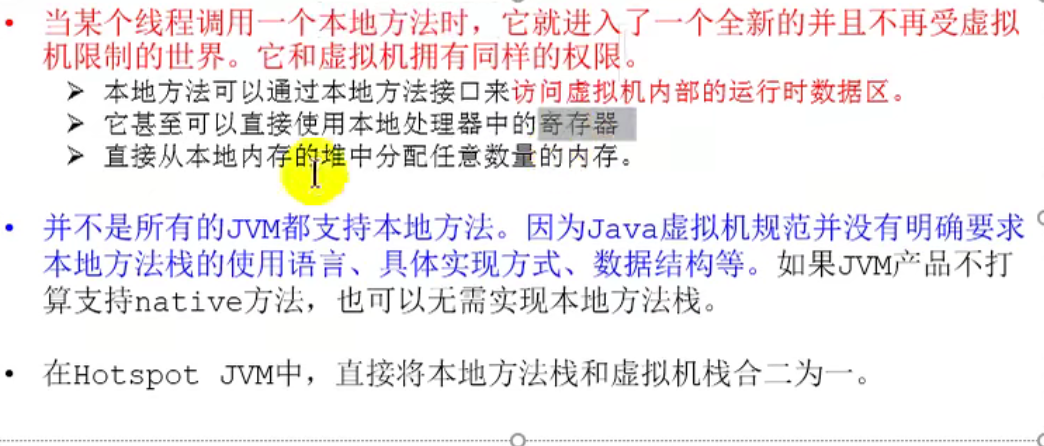 • 当某个线程调用一个本地方法时，它就进入了一个全新的并且不再受虚拟
机限制的世界。它和虚拟机拥有同样的权限。
➢ 本地方法可以通过本地方法接口来访问虚拟机内部的运行时数据区。
➢ 它甚至可以直接使用本地处理器中的寄存器
➢ 直接从本地内存的堆中分配任意数量的内存。
• 并不是所有的JVM都支持本地方法。因为Java虚拟机规范并没有明确要求
本地方法栈的使用语言、具体实现方式、数据结构等。如果JVM产品不打
算支持native方法，也可以无需实现本地方法栈。
• 在Hotspot JVM中，直接将本地方法栈和虚拟机栈合二为一。